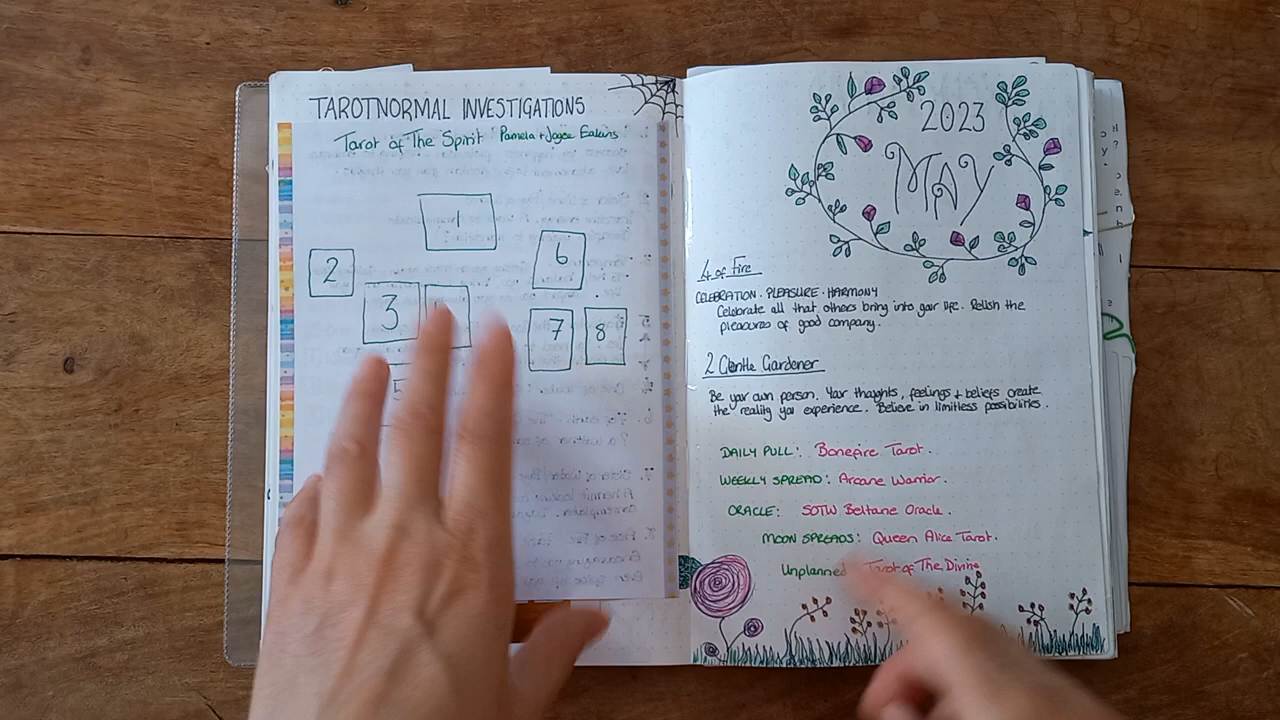 TAROTNORMAL INVESTIGATIONS
Tarot of The Spirit Pamela + Joyce Eakins
1
2
6
3
7 8
5
2023
MAY
4 of Fire
CELEBRATION · PLEASURE · HARMONY
Celebrate all that others bring into your life. Relish the
pleasures of good company.
2 Gentle Gardener
Be your own person. Your thoughts, feelings + beliefs create
the reality you experience. Believe in limitless possibilities.
DAILY PULL: Bonefire Tarot.
WEEKLY SPREAD: Arcane Warrior.
ORACLE: SOTW Beltane Oracle.
MOON SPREADS: Queen Alice Tarot.
Unplanned Tarot of The Divine